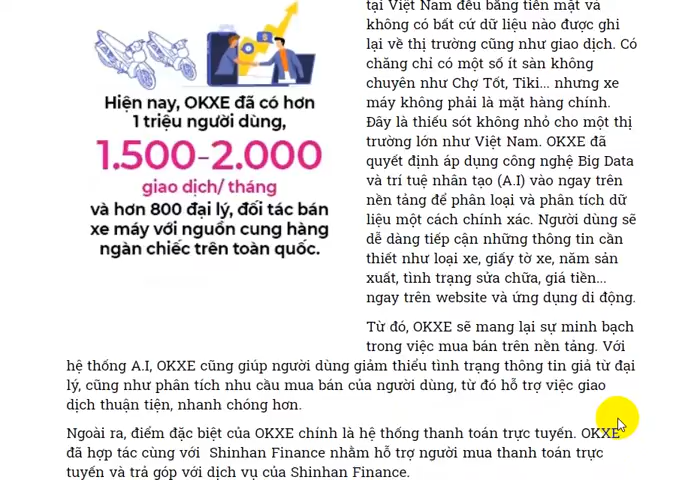 Hiện nay, OKXE đã có hơn
1 triệu người dùng,
1.500-2.000
giao dịch/ tháng
và hơn 800 đại lý, đối tác bán
xe máy với nguồn cung hàng
ngàn chiếc trên toàn quốc.
tại Việt Nam đều bằng tiền mặt và
không có bất cứ dữ liệu nào được ghi
lại về thị trường cũng như giao dịch. Có
chăng chỉ có một số ít sàn không
chuyên như Chợ Tốt, Tiki... nhưng xe
máy không phải là mặt hàng chính.
Đây là thiếu sót không nhỏ cho một thị
trường lớn như Việt Nam. OKXE đã
quyết định áp dụng công nghệ Big Data
và trí tuệ nhân tạo (A.I) vào ngay trên
nền tảng để phân loại và phân tích dữ
liệu một cách chính xác. Người dùng sẽ
dễ dàng tiếp cận những thông tin cần
thiết như loại xe, giấy tờ xe, năm sản
xuất, tình trạng sửa chữa, giá tiền...
ngay trên website và ứng dụng di động.
Từ đó, OKXE sẽ mang lại sự minh bạch
trong việc mua bán trên nền tảng. Với
hệ thống A.I, OKXE cũng giúp người dùng giảm thiểu tình trạng thông tin giả từ đại
lý, cũng như phân tích nhu cầu mua bán của người dùng, từ đó hỗ trợ việc giao
dịch thuận tiện, nhanh chóng hơn.
Ngoài ra, điểm đặc biệt của OKXE chính là hệ thống thanh toán trực tuyến. OKXE
đã hợp tác cùng với Shinhan Finance nhằm hỗ trợ người mua thanh toán trực
tuyến và trả góp với dịch vụ của Shinhan Finance.